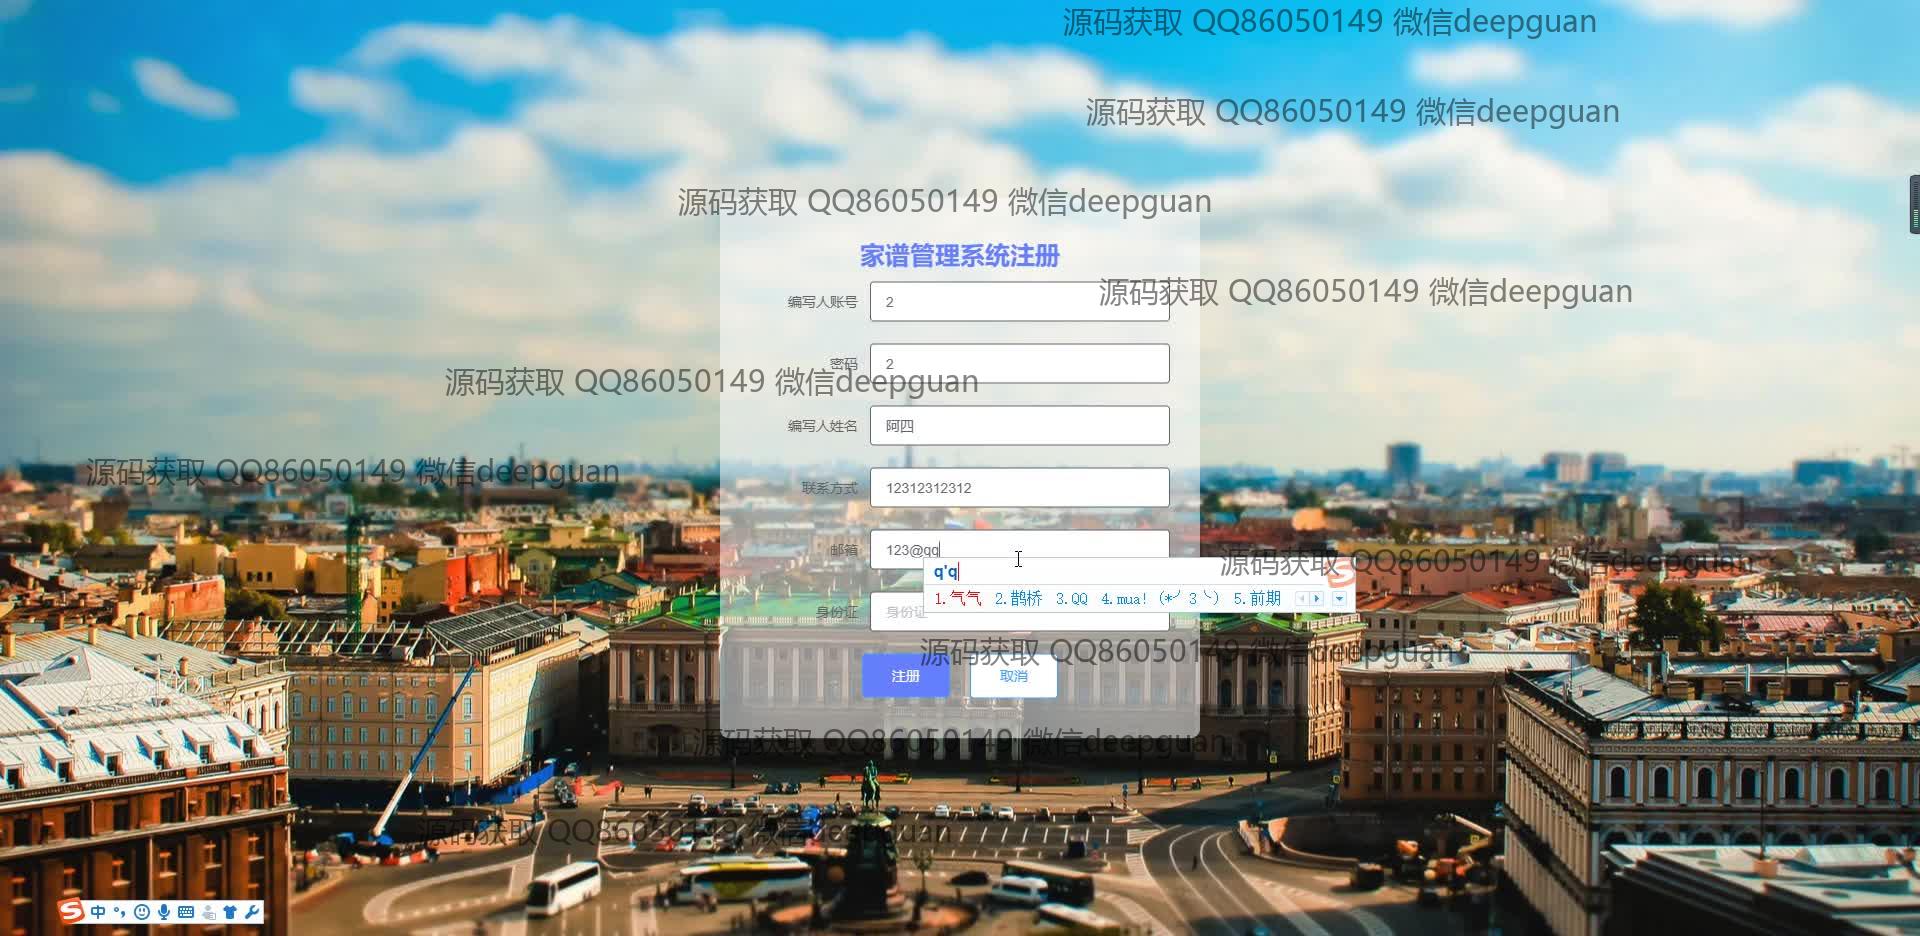 源码获取 QQ86050149 微信deepguan
源码获取 QQ86050149 微信deepguan
源码获取 QQ86050149 微信deepguan
家谱管理系统注册
源码获取 QQ86050149 微信deepguan
编写人账号 2
密码 2
源码获取 QQ86050149 微信deepguan
编写人姓名 阿四
源码获取 QQ86050149 微信deepguan
联系方式 12312312312
邮箱 123@qq
源码获取 QQ86050149 微信deepguan
q'q
1.气气 2.鹊桥 3.QQ 4.mua!（*╯3╰） 5.前期
身份证 身份证
源码获取 QQ86050149 微信deepguan
注册 取消
源码获取 QQ86050149 微信deepguan
源码获取 QQ86050149 微信deepguan
中